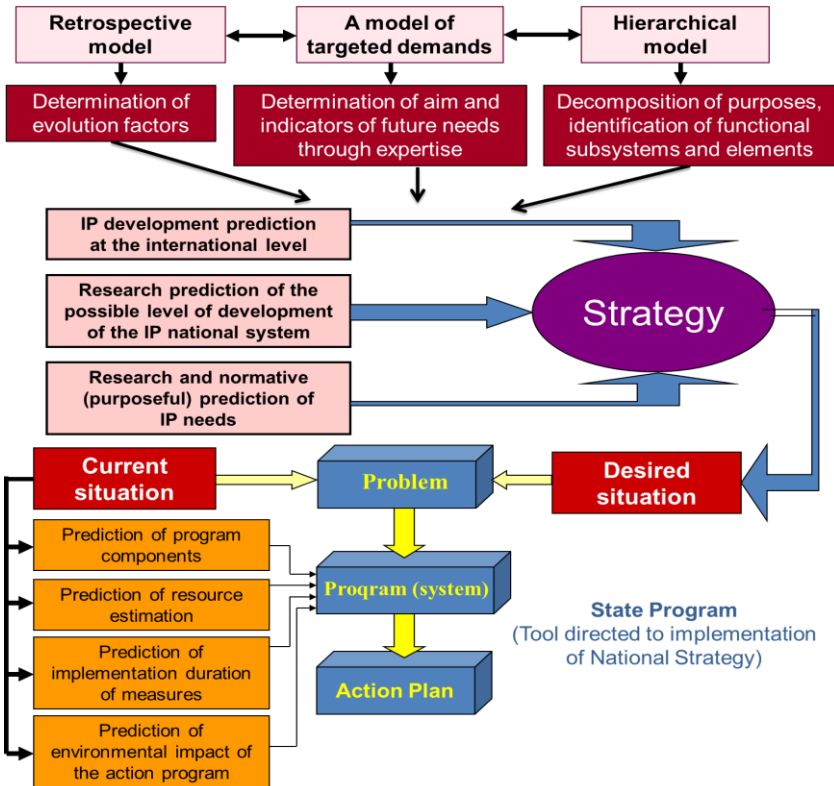 Retrospective
model
A model of
targeted demands
Hierarchical
model
Determination of
evolution factors
Determination of aim and
indicators of future needs
through expertise
Decomposition of purposes,
identification of functional
subsystems and elements
IP development prediction
at the international level
Research prediction of the
possible level of development
of the IP national system
Research and normative
(purposeful) prediction of
IP needs
Strategy
Current
situation
Problem
Desired
situation
Prediction of program
components
Prediction of resource
estimation
Prediction of
implementation duration
of measures
Prediction of
environmental impact of
the action program
Proqram (system)
Action Plan
State Program
(Tool directed to implementation
of National Strategy)